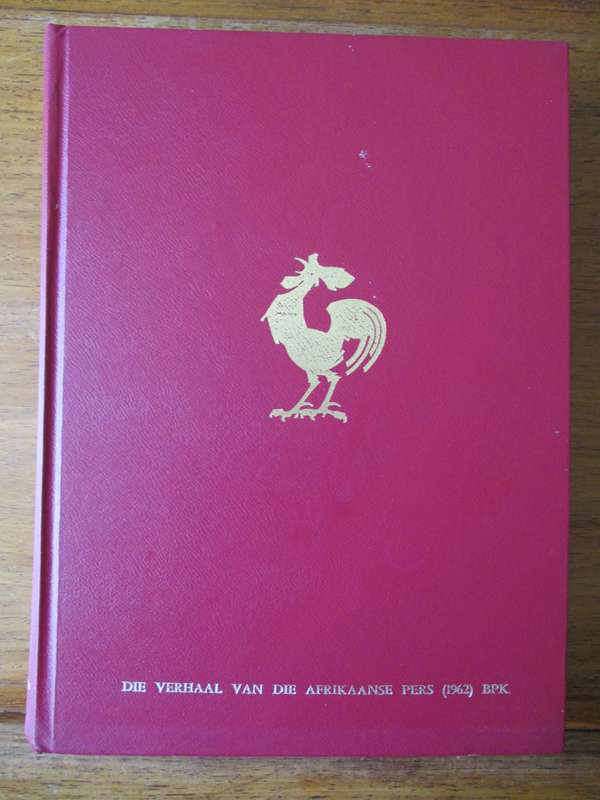 DIE VERHAAL VAN DIE AFRIKAANSE PERS (1962) BPK.